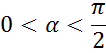 0 < α < π/2